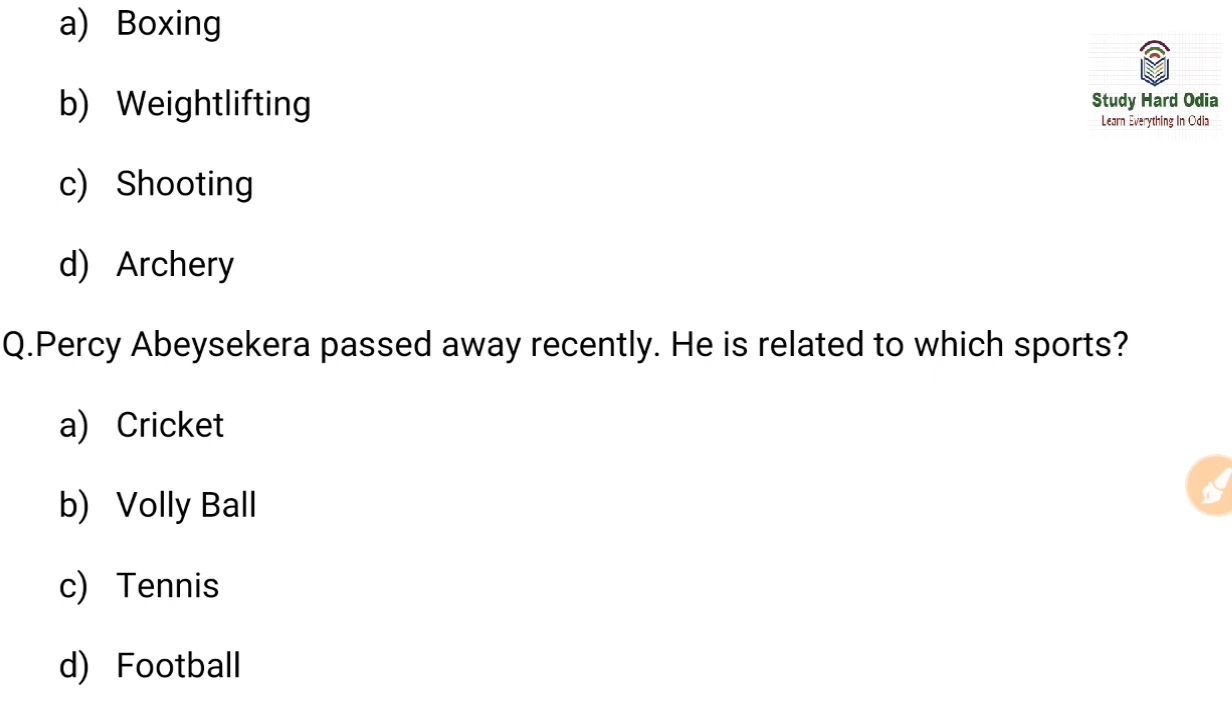 a) Boxing
Study Hard Odia
Learn Everything In Odia
b) Weightlifting
c) Shooting
d) Archery
Q.Percy Abeysekera passed away recently. He is related to which sports?
a) Cricket
b) Volly Ball
c) Tennis
d) Football